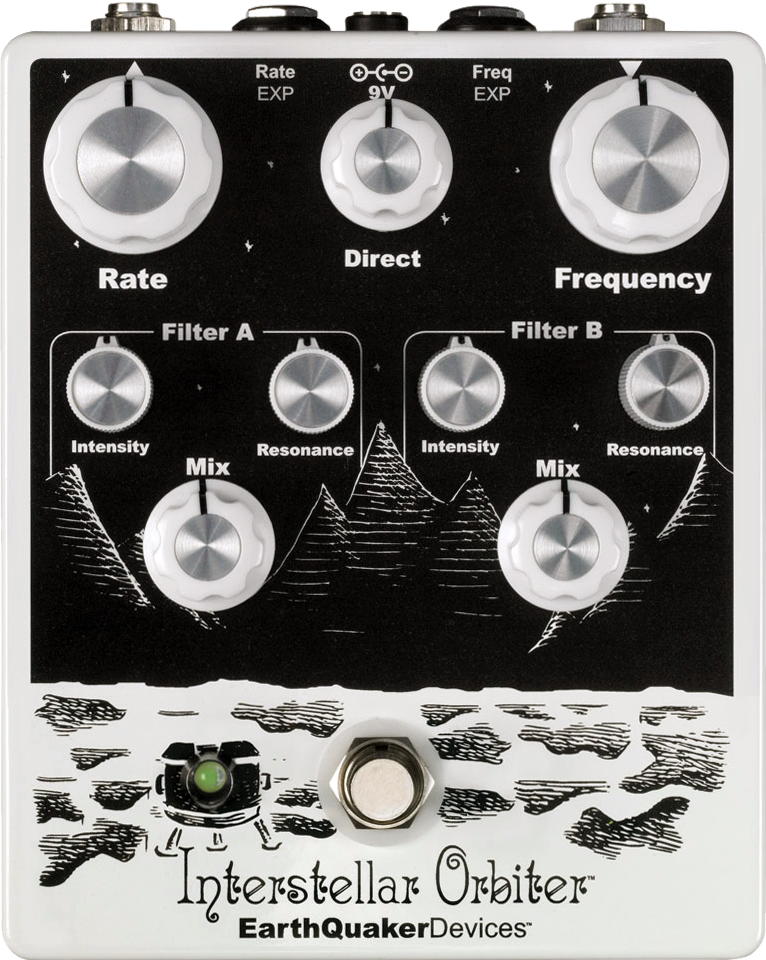 Rate
EXP
9V
Freq
EXP
Rate
Direct
Frequency
Filter A
Filter B
Intensity
Resonance
Intensity
Resonance
Mix
Mix
Interstellar Orbiter™
EarthQuakerDevices™